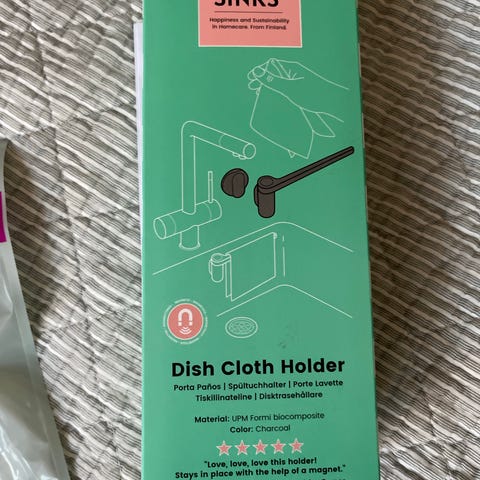 SINKS
Happiness and Sustainability
in Homecare. From Finland.
Dish Cloth Holder
Porta Paños | Spültuchhalter | Porte Lavette
Tiskillinateline | Disktrasehållare
Material: UPM Formi biocomposite
Color: Charcoal
"Love, love, love this holder!
Stays in place with the help of a magnet."